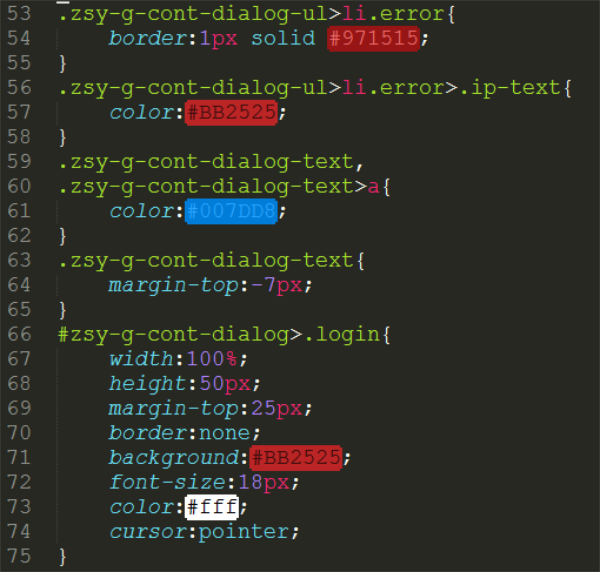 53 .zsy-g-cont-dialog-ul>li.error{
54     border:1px solid #971515;
55 }
56 .zsy-g-cont-dialog-ul>li.error>.ip-text{
57     color:#BB2525;
58 }
59 .zsy-g-cont-dialog-text,
60 .zsy-g-cont-dialog-text>a{
61     color:#007DD8;
62 }
63 .zsy-g-cont-dialog-text{
64     margin-top:-7px;
65 }
66 #zsy-g-cont-dialog>.login{
67     width:100%;
68     height:50px;
69     margin-top:25px;
70     border:none;
71     background:#BB2525;
72     font-size:18px;
73     color:#fff;
74     cursor:pointer;
75 }